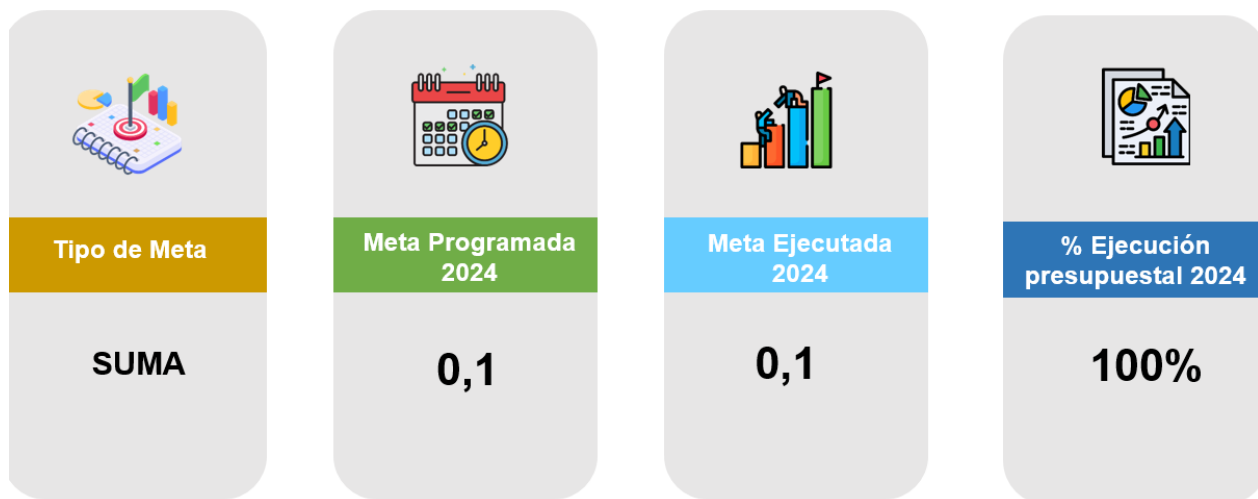 Tipo de Meta
SUMA
Meta Programada
2024
0,1
Meta Ejecutada
2024
0,1
% Ejecución
presupuestal 2024
100%